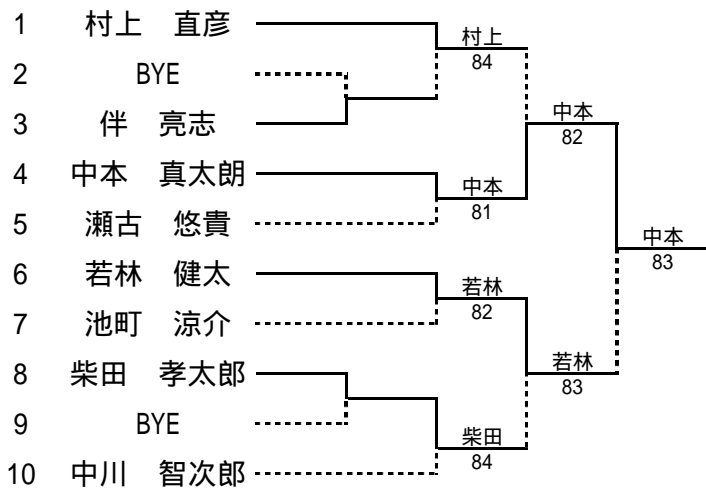 1 村上 直彦
村上
84
2 BYE
3 伴 亮志
中本
82
4 中本 真太朗
中本
81
5 瀬古 悠貴
中本
83
6 若林 健太
若林
82
7 池町 涼介
8 柴田 孝太郎
若林
83
9 BYE
柴田
84
10 中川 智次郎